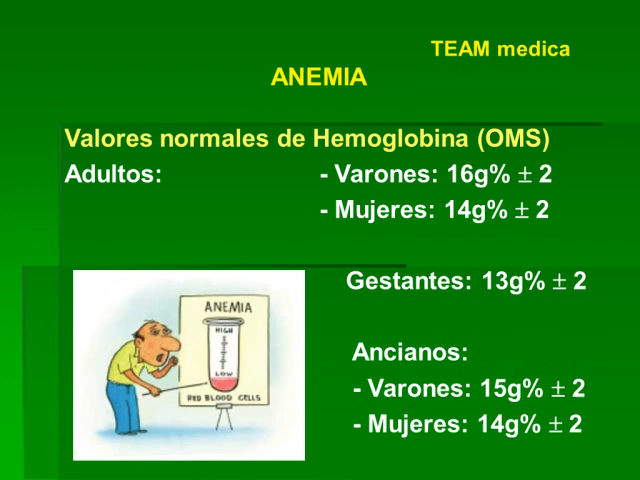 TEAM medica
ANEMIA
Valores normales de Hemoglobina (OMS)
Adultos: - Varones: 16g% ± 2
- Mujeres: 14g% ± 2
Gestantes: 13g% ± 2
ANEMIA
HIGH
LOW
RED BLOOD CELLS
Ancianos:
- Varones: 15g% ± 2
- Mujeres: 14g% ± 2